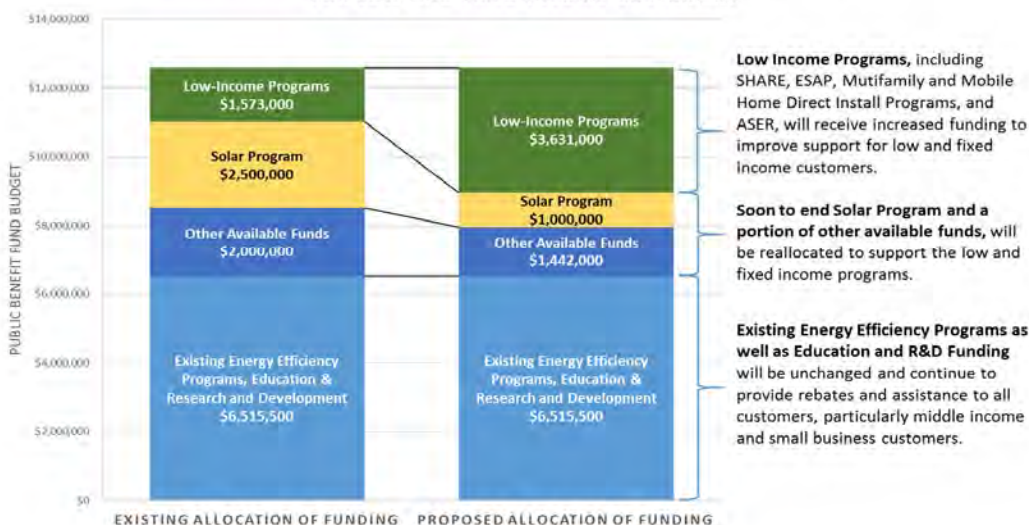 $14,000,000
$12,000,000
$10,000,000
$8,000,000
$6,000,000
$4,000,000
$2,000,000
$0
PUBLIC BENEFIT FUND BUDGET
Low-Income Programs
$1,573,000
Solar Program
$2,500,000
Other Available Funds
$2,000,000
Existing Energy Efficiency
Programs, Education &
Research and Development
$6,515,500
EXISTING ALLOCATION OF FUNDING
Low-Income Programs
$3,631,000
Solar Program
$1,000,000
Other Available Funds
$1,442,000
Existing Energy Efficiency
Programs, Education &
Research and Development
$6,515,500
PROPOSED ALLOCATION OF FUNDING
Low Income Programs, including
SHARE, ESAP, Mutifamily and Mobile
Home Direct Install Programs, and
ASER, will receive increased funding to
improve support for low and fixed
income customers.
Soon to end Solar Program and a
portion of other available funds, will
be reallocated to support the low and
fixed income programs.
Existing Energy Efficiency Programs as
well as Education and R&D Funding
will be unchanged and continue to
provide rebates and assistance to all
customers, particularly middle income
and small business customers.